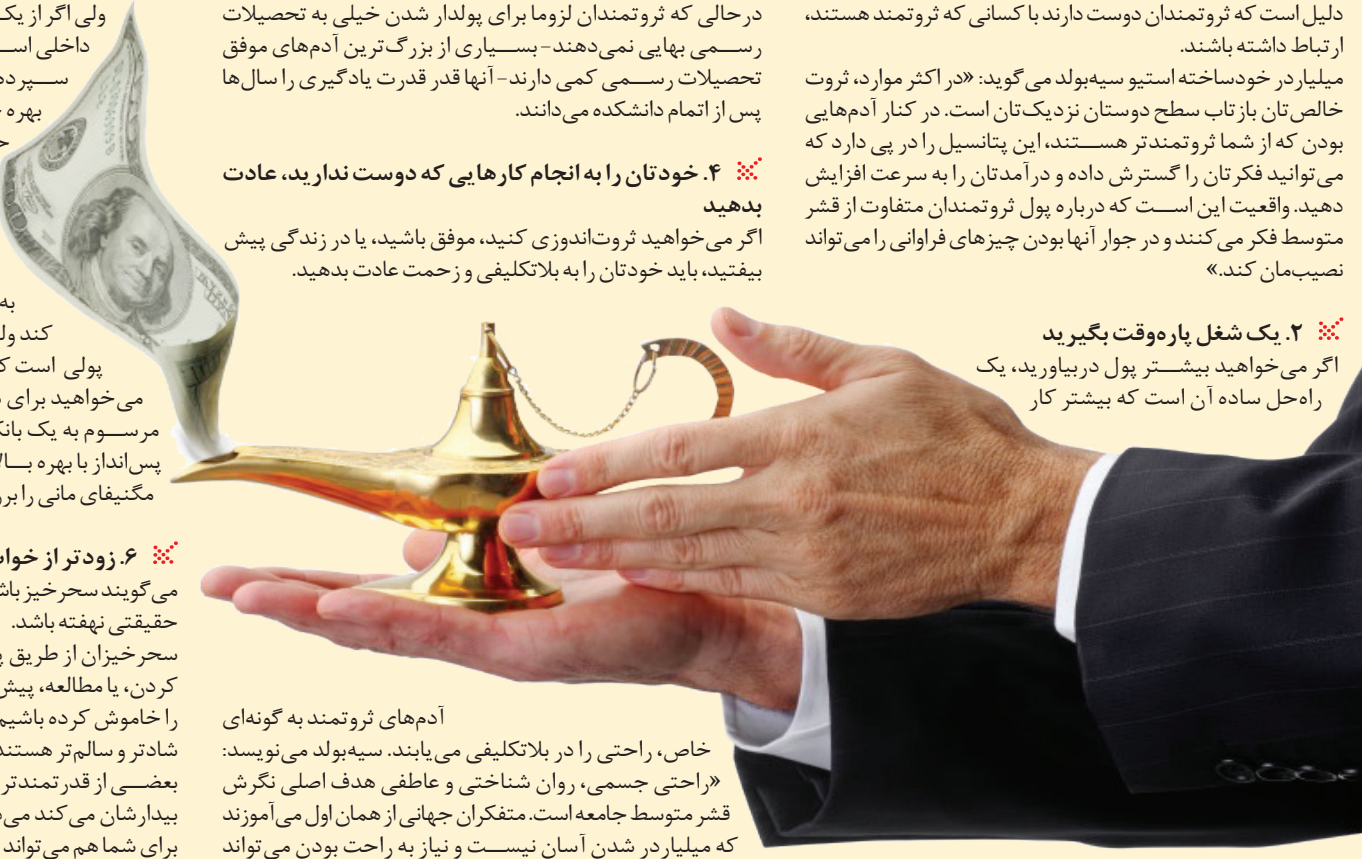 دلیل است که ثروتمندان دوست دارند با کسانی که ثروتمند هستند،
ارتباط داشته باشند.
میلیاردر خودساخته استیو سیه‌بولد می‌گوید: «در اکثر موارد، ثروت
خالص‌تان بازتاب سطح دوستان نزدیک‌تان است. در کنار آدم‌هایی
بودن که از شما ثروتمندتر هستند، این پتانسیل را در پی دارد که
می‌توانید فکرتان را گسترش داده و درآمدتان را به سرعت افزایش
دهید. واقعیت این است که درباره پول ثروتمندان متفاوت از قشر
متوسط فکر می‌کنند و در جوار آنها بودن چیزهای فراوانی را می‌تواند
نصیب‌مان کند.»
۲. یک شغل پاره‌وقت بگیرید
اگر می‌خواهید بیشتر پول دربیاورید، یک
راه‌حل ساده آن است که بیشتر کار
درحالی که ثروتمندان لزوما برای پولدار شدن خیلی به تحصیلات
رسمی بهایی نمی‌دهند- بسیاری از بزرگ‌ترین آدم‌های موفق
تحصیلات رسمی کمی دارند- آنها قدر قدرت یادگیری را سال‌ها
پس از اتمام دانشکده می‌دانند.
۴. خودتان را به انجام کارهایی که دوست ندارید، عادت
بدهید
اگر می‌خواهید ثروت‌اندوزی کنید، موفق باشید، یا در زندگی پیش
بیفتید، باید خودتان را به بلاتکلیفی و زحمت عادت بدهید.
آدم‌های ثروتمند به گونه‌ای
خاص، راحتی را در بلاتکلیفی می‌یابند. سیه‌بولد می‌نویسد:
«راحتی جسمی، روان شناختی و عاطفی هدف اصلی نگرش
قشر متوسط جامعه است. متفکران جهانی از همان اول می‌آموزند
که میلیاردر شدن آسان نیست و نیاز به راحت بودن می‌تواند
ولی اگر از یک
داخلی
بهره
به
کند
پولی است
می‌خواهید برای
مرسوم به یک
پس‌انداز با بهره
مگنیفای مانی را
۶. زودتر از
می‌گویند سحرخیز
حقیقتی نهفته باشد.
سحرخیزان از طریق
کردن، یا مطالعه،
را خاموش کرده باشیم
شادتر و سالم‌تر هستند
بعضی از
بیدارشان می‌کند
برای شما هم می‌تواند